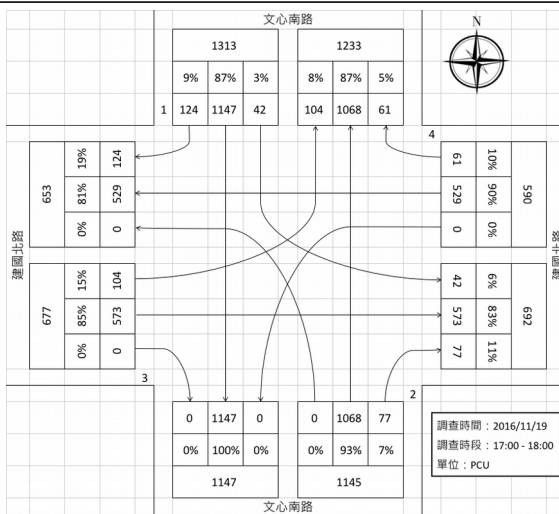 文心南路
1313 1233
9% 87% 3% 8% 87% 5%
124 1147 42 104 1068 61
N
1
4
653
19% 124
81% 529
0% 0
建國北路
677
15% 104
85% 573
0% 0
61 10%
529 90%
0 0%
590
建國北路
42 6%
573 83%
77 11%
692
3
2
0 1147 0 0 1068 77
0% 100% 0% 0% 93% 7%
1147 1145
文心南路
調查時間：2016/11/19
調查時段：17:00 - 18:00
單位：PCU